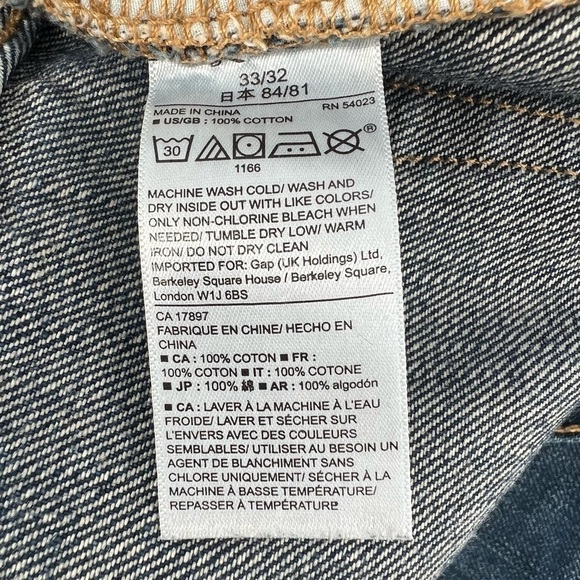 33/32
日本 84/81
MADE IN CHINA RN 54023
■ US/GB : 100% COTTON
30
®
1166
MACHINE WASH COLD/ WASH AND
DRY INSIDE OUT WITH LIKE COLORS/
ONLY NON-CHLORINE BLEACH WHEN
NEEDED/ TUMBLE DRY LOW/ WARM
IRON/ DO NOT DRY CLEAN
IMPORTED FOR: Gap (UK Holdings) Ltd,
Berkeley Square House / Berkeley Square,
London W1J 6BS
CA 17897
FABRIQUE EN CHINE/ HECHO EN
CHINA
■ CA : 100% COTON ■ FR :
100% COTON ■ IT : 100% COTONE
■ JP : 100% 綿 ■ AR : 100% algodón
■ CA : LAVER À LA MACHINE À L'EAU
FROIDE/ LAVER ET SÉCHER SUR
L'ENVERS AVEC DES COULEURS
SEMBLABLES/ UTILISER AU BESOIN UN
AGENT DE BLANCHIMENT SANS
CHLORE UNIQUEMENT/ SÉCHER À LA
MACHINE À BASSE TEMPÉRATURE/
REPASSER À TEMPÉRATURE